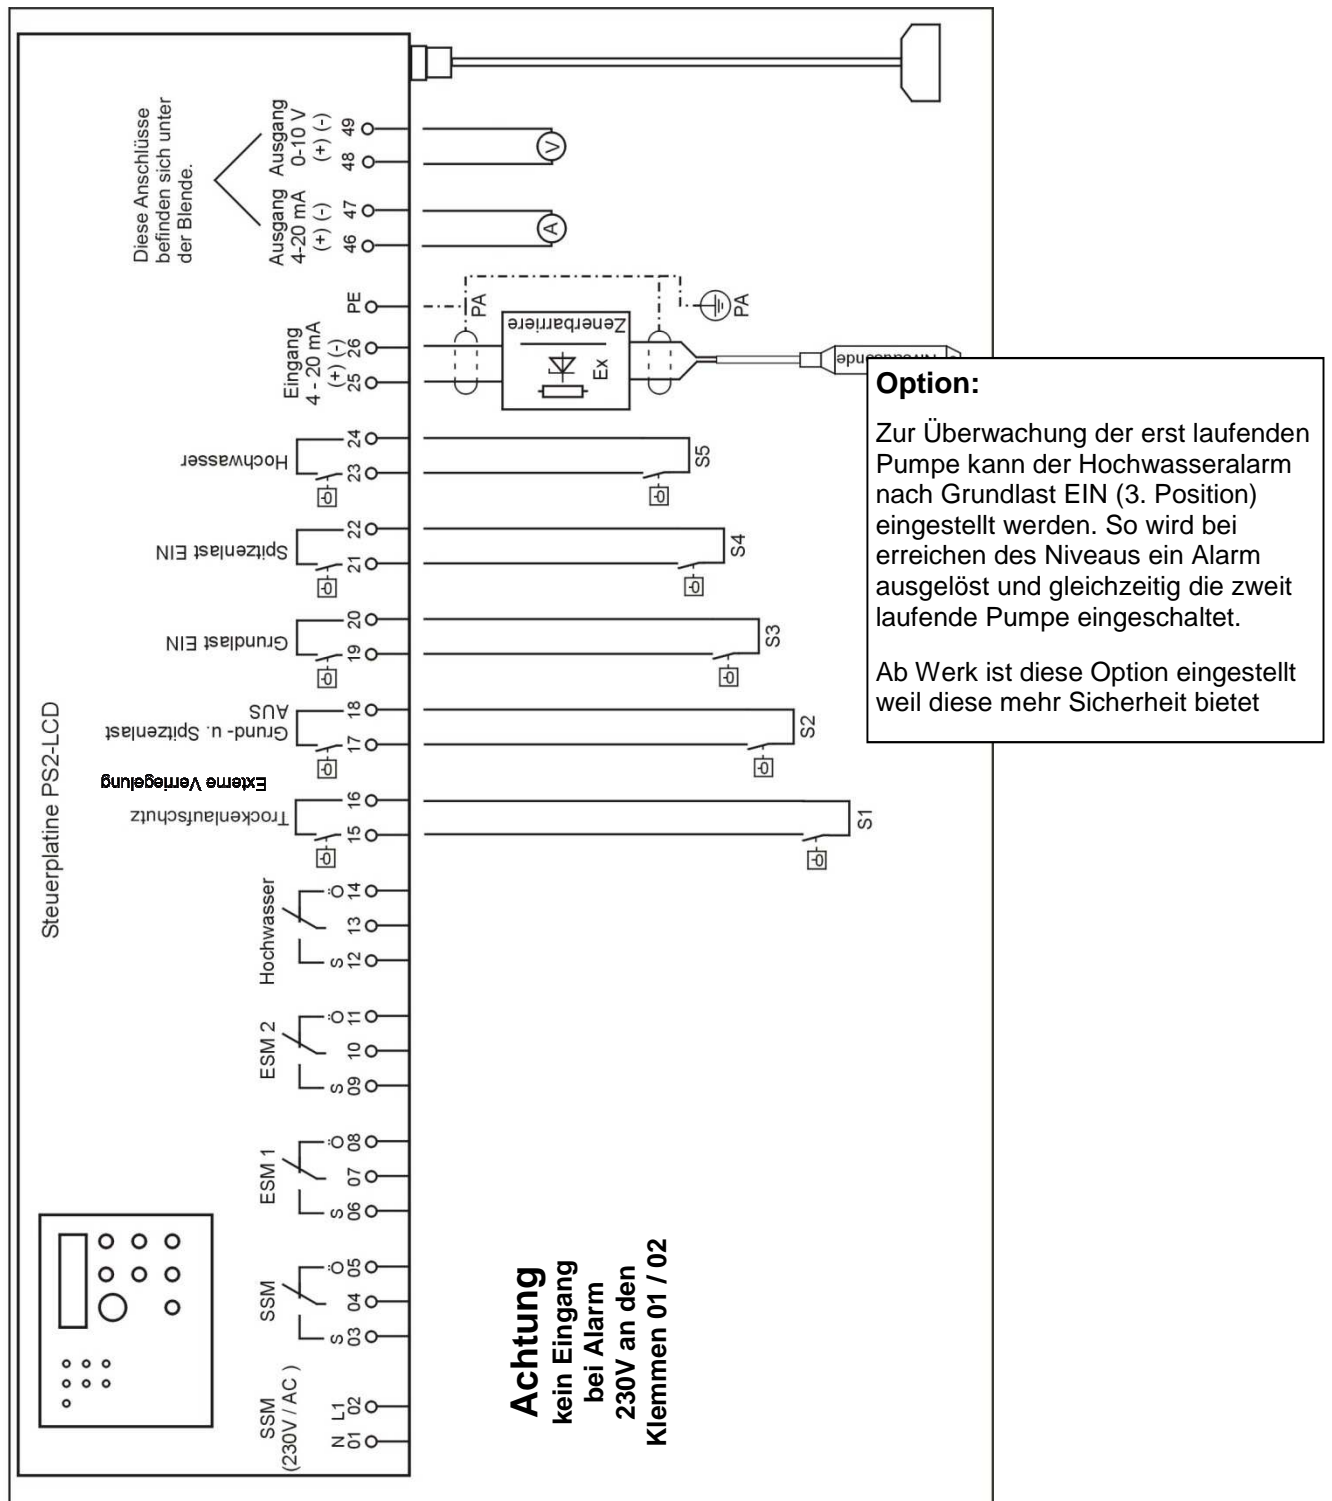 Steuerplatine PS2-LCD
Diese Anschlüsse
befinden sich unter
der Blende.
Ausgang
0-10 V
(+) (-)
48 49
Ausgang
4-20 mA
(+) (-)
46 47
PE
Eingang
4 - 20 mA
(+) (-)
25 26
PA
Zenerbarriere
Ex
PA
Hochwasser
23 24
S5
Spitzenlast EIN
21 22
S4
Grundlast EIN
19 20
S3
Grund- u. Spitzenlast
AUS
17 18
S2
Externe Verriegelung
Trockenlaufschutz
15 16
S1
Hochwasser
S Ö
12 13 14
ESM 2
S Ö
09 10 11
ESM 1
S Ö
06 07 08
SSM
S Ö
03 04 05
SSM
(230V / AC )
N L1
01 02
Achtung
kein Eingang
bei Alarm
230V an den
Klemmen 01 / 02
V
A
Option:
Zur Überwachung der erst laufenden
Pumpe kann der Hochwasseralarm
nach Grundlast EIN (3. Position)
eingestellt werden. So wird bei
erreichen des Niveaus ein Alarm
ausgelöst und gleichzeitig die zweit
laufende Pumpe eingeschaltet.
Ab Werk ist diese Option eingestellt
weil diese mehr Sicherheit bietet